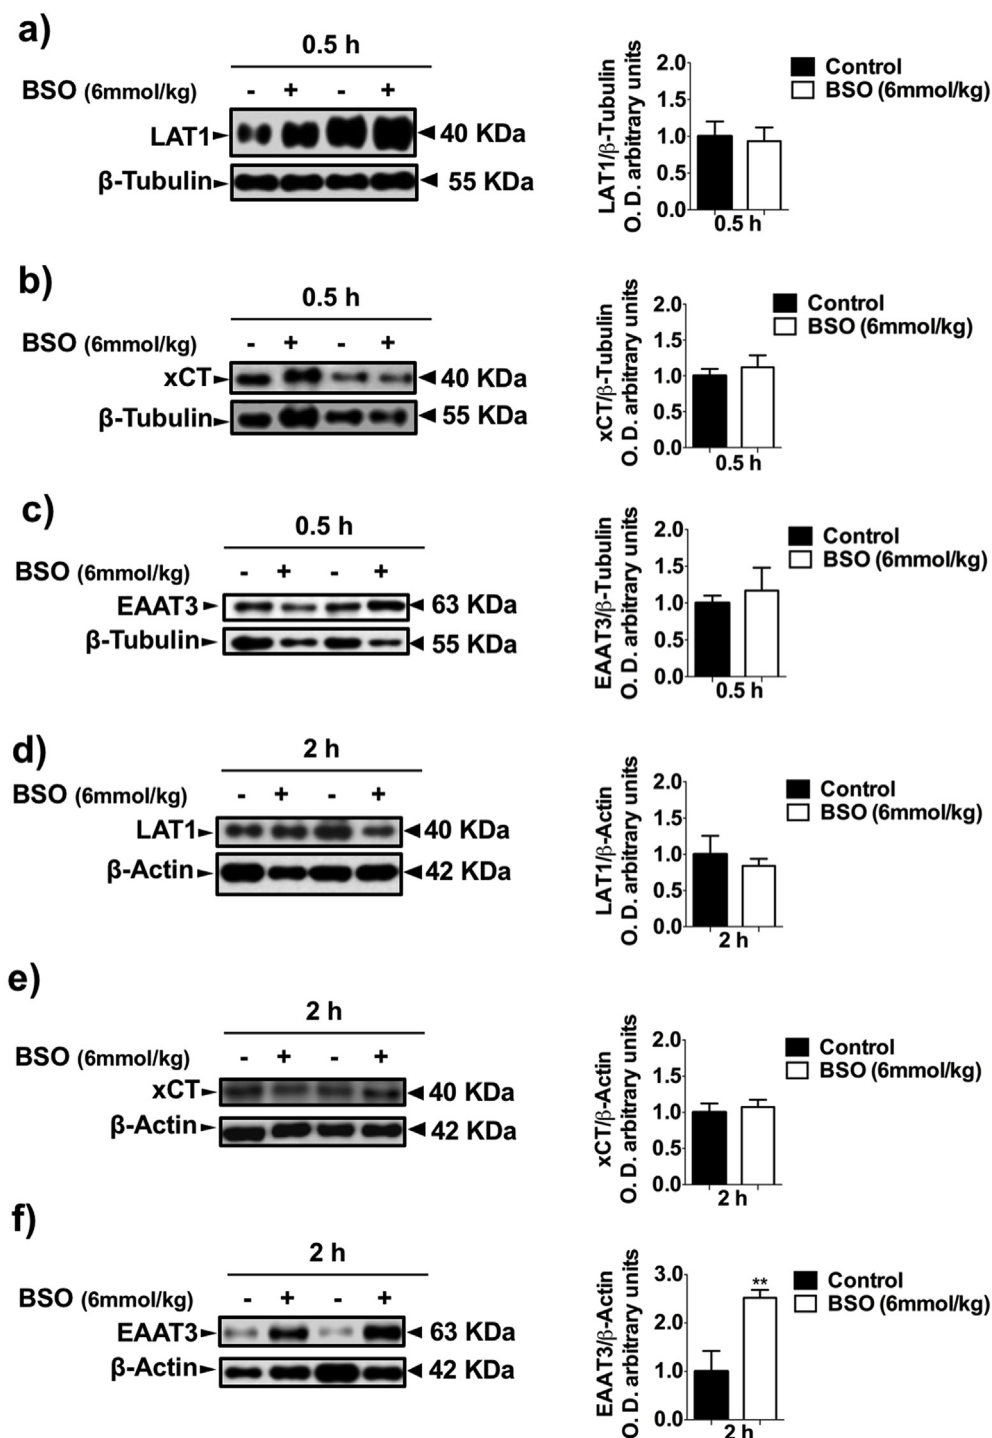 a)
0.5 h
BSO (6mmol/kg) - + - +
LAT1 40 KDa
β-Tubulin 55 KDa
LAT1/β-Tubulin
O. D. arbitrary units
2.0
1.5
1.0
0.5
0.0
0.5 h
Control
BSO (6mmol/kg)
b)
0.5 h
BSO (6mmol/kg) - + - +
xCT 40 KDa
β-Tubulin 55 KDa
xCT/β-Tubulin
O. D. arbitrary units
2.0
1.5
1.0
0.5
0.0
0.5 h
Control
BSO (6mmol/kg)
c)
0.5 h
BSO (6mmol/kg) - + - +
EAAT3 63 KDa
β-Tubulin 55 KDa
EAAT3/β-Tubulin
O. D. arbitrary units
2.0
1.5
1.0
0.5
0.0
0.5 h
Control
BSO (6mmol/kg)
d)
2 h
BSO (6mmol/kg) - + - +
LAT1 40 KDa
β-Actin 42 KDa
LAT1/β-Actin
O. D. arbitrary units
2.0
1.5
1.0
0.5
0.0
2 h
Control
BSO (6mmol/kg)
e)
2 h
BSO (6mmol/kg) - + - +
xCT 40 KDa
β-Actin 42 KDa
xCT/β-Actin
O. D. arbitrary units
2.0
1.5
1.0
0.5
0.0
2 h
Control
BSO (6mmol/kg)
f)
2 h
BSO (6mmol/kg) - + - +
EAAT3 63 KDa
β-Actin 42 KDa
EAAT3/β-Actin
O. D. arbitrary units
3.0
2.0
1.0
0.0
**
2 h
Control
BSO (6mmol/kg)